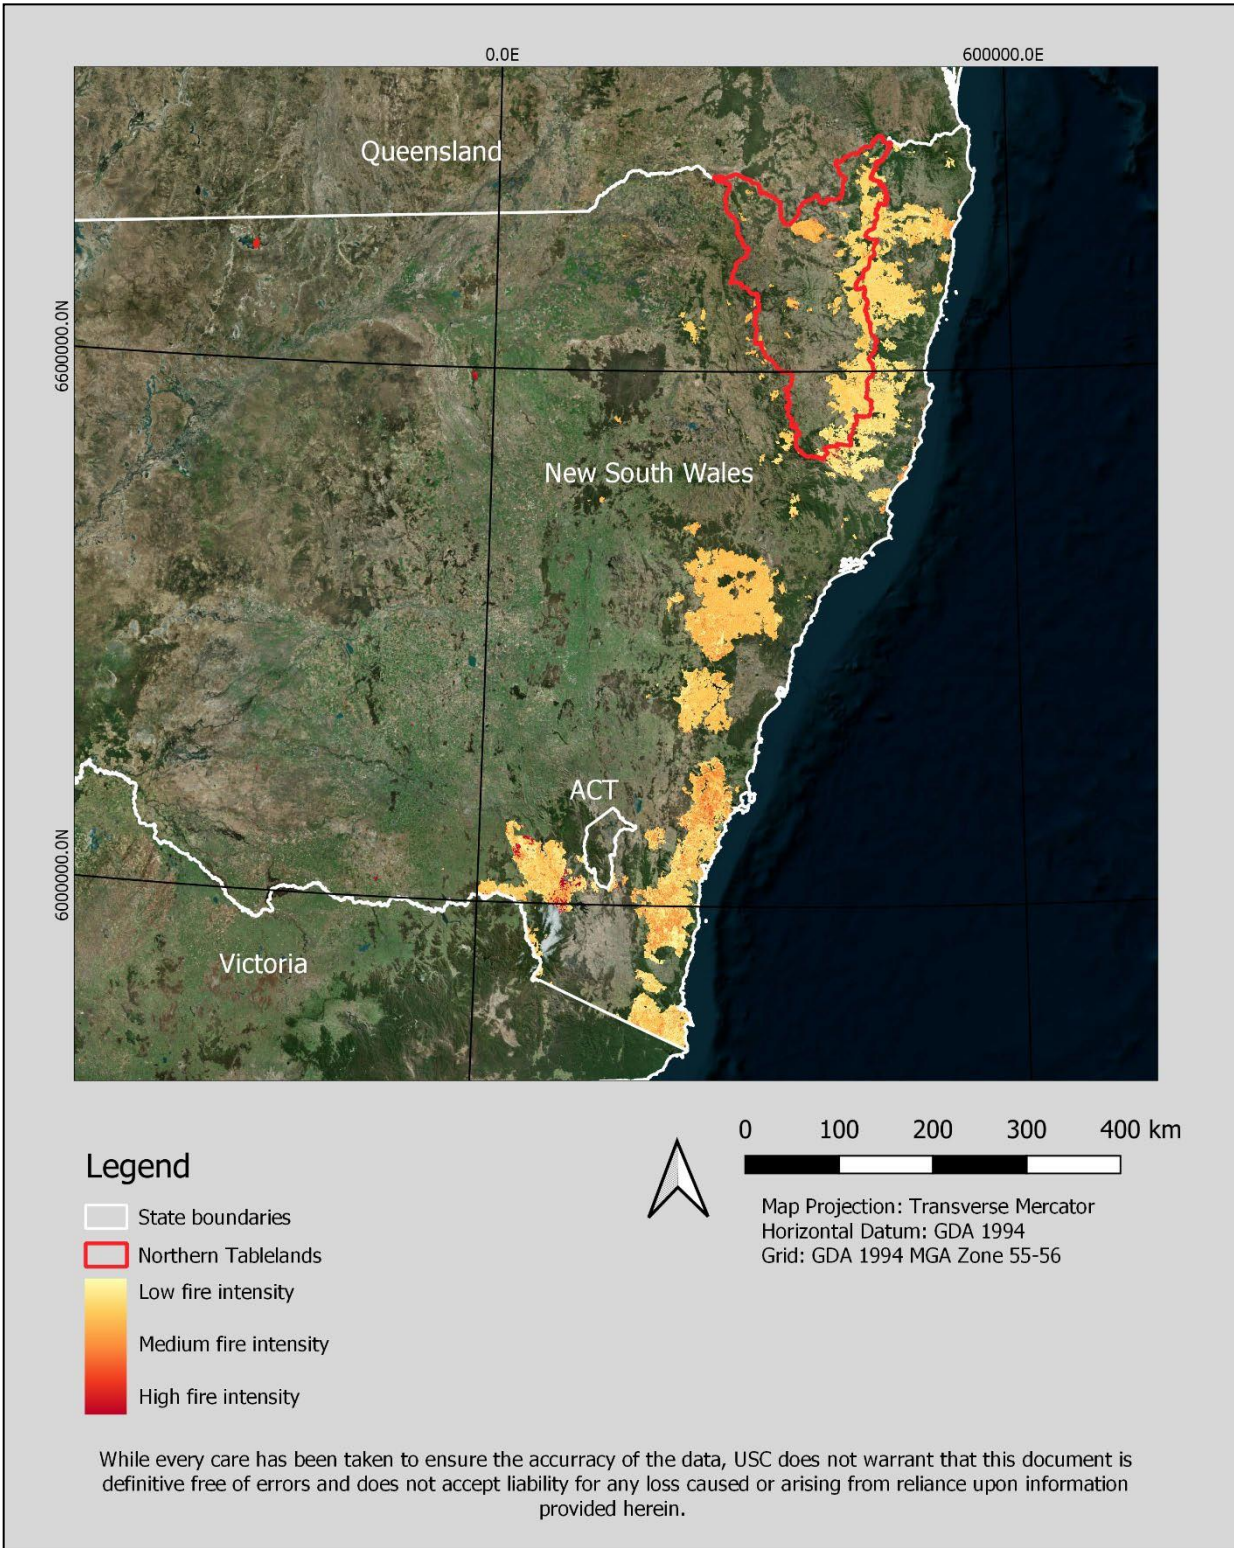 0.0E
600000.0E
Queensland
6600000.0N
New South Wales
ACT
6000000.0N
Victoria
0 100 200 300 400 km
Legend
State boundaries
Northern Tablelands
Low fire intensity
Medium fire intensity
High fire intensity
Map Projection: Transverse Mercator
Horizontal Datum: GDA 1994
Grid: GDA 1994 MGA Zone 55-56
While every care has been taken to ensure the accurracy of the data, USC does not warrant that this document is
definitive free of errors and does not accept liability for any loss caused or arising from reliance upon information
provided herein.